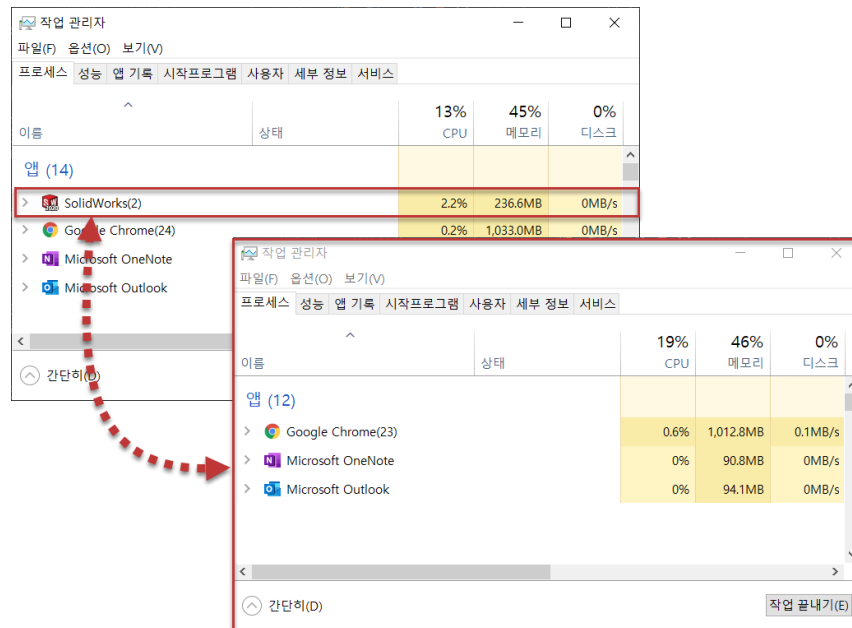 작업 관리자
파일(F) 옵션(O) 보기(V)
프로세스 성능 앱 기록 시작프로그램 사용자 세부 정보 서비스
13% 45% 0%
이름 상태 CPU 메모리 디스크
앱 (14)
SolidWorks(2) 2.2% 236.6MB 0MB/s
Google Chrome(24) 0.2% 1,033.0MB 0MB/s
Microsoft OneNote
Microsoft Outlook
간단히(D)
작업 관리자
파일(F) 옵션(O) 보기(V)
프로세스 성능 앱 기록 시작프로그램 사용자 세부 정보 서비스
19% 46% 0%
이름 상태 CPU 메모리 디스크
앱 (12)
Google Chrome(23) 0.6% 1,012.8MB 0.1MB/s
Microsoft OneNote 0% 90.8MB 0MB/s
Microsoft Outlook 0% 94.1MB 0MB/s
간단히(D) 작업 끝내기(E)